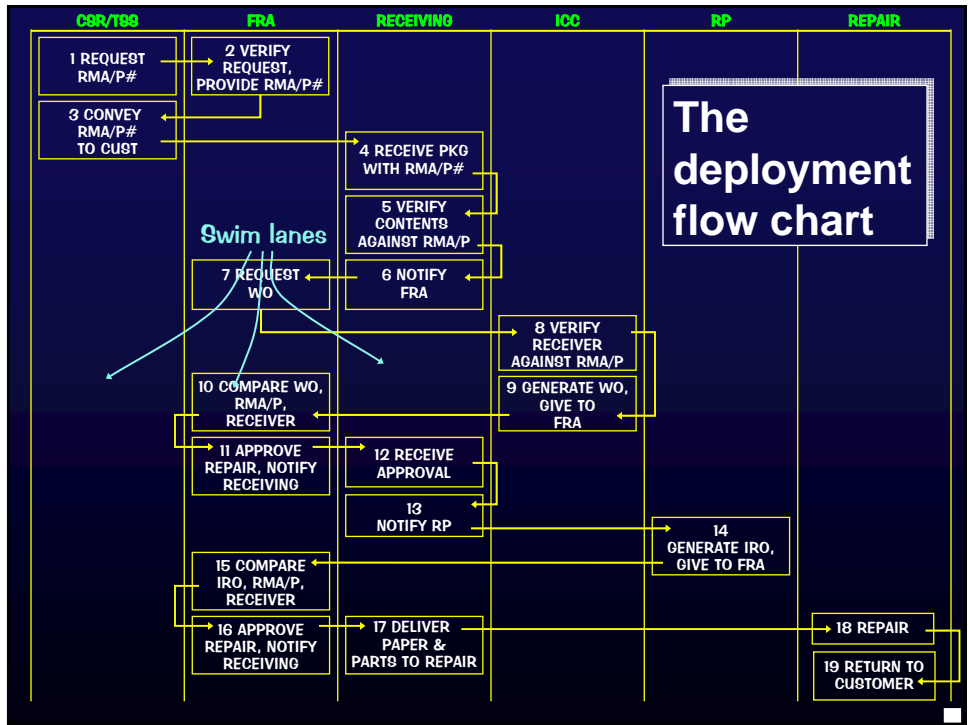 CSR/TSS FRA RECEIVING ICC RP REPAIR
1 REQUEST
RMA/P#
2 VERIFY
REQUEST,
PROVIDE RMA/P#
3 CONVEY
RMA/P#
TO CUST
The
deployment
flow chart
4 RECEIVE PKG
WITH RMA/P#
5 VERIFY
CONTENTS
AGAINST RMA/P
Swim lanes
6 NOTIFY
FRA
7 REQUEST
WO
8 VERIFY
RECEIVER
AGAINST RMA/P
9 GENERATE WO,
GIVE TO
FRA
10 COMPARE WO,
RMA/P,
RECEIVER
11 APPROVE
REPAIR, NOTIFY
RECEIVING
12 RECEIVE
APPROVAL
13
NOTIFY RP
14
GENERATE IRO,
GIVE TO FRA
15 COMPARE
IRO, RMA/P,
RECEIVER
16 APPROVE
REPAIR, NOTIFY
RECEIVING
17 DELIVER
PAPER &
PARTS TO REPAIR
18 REPAIR
19 RETURN TO
CUSTOMER